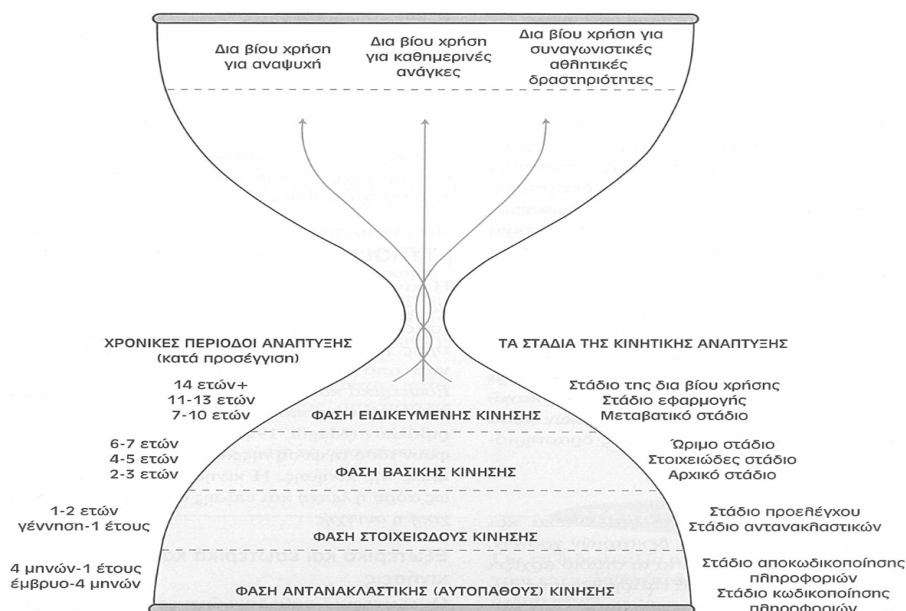 Δια βίου χρήση
για αναψυχή
Δια βίου χρήση
για καθημερινές
ανάγκες
Δια βίου χρήση για
συναγωνιστικές
αθλητικές
δραστηριότητες
ΧΡΟΝΙΚΕΣ ΠΕΡΙΟΔΟΙ ΑΝΑΠΤΥΞΗΣ
(κατά προσέγγιση)
ΤΑ ΣΤΑΔΙΑ ΤΗΣ ΚΙΝΗΤΙΚΗΣ ΑΝΑΠΤΥΞΗΣ
14 ετών+
11-13 ετών
7-10 ετών
ΦΑΣΗ ΕΙΔΙΚΕΥΜΕΝΗΣ ΚΙΝΗΣΗΣ
Στάδιο της δια βίου χρήσης
Στάδιο εφαρμογής
Μεταβατικό στάδιο
6-7 ετών
4-5 ετών
2-3 ετών
ΦΑΣΗ ΒΑΣΙΚΗΣ ΚΙΝΗΣΗΣ
Ώριμο στάδιο
Στοιχειώδες στάδιο
Αρχικό στάδιο
1-2 ετών
γέννηση-1 έτους
ΦΑΣΗ ΣΤΟΙΧΕΙΩΔΟΥΣ ΚΙΝΗΣΗΣ
Στάδιο προελέγχου
Στάδιο αντανακλαστικών
4 μηνών-1 έτους
έμβρυο-4 μηνών
ΦΑΣΗ ΑΝΤΑΝΑΚΛΑΣΤΙΚΗΣ (ΑΥΤΟΠΑΘΟΥΣ) ΚΙΝΗΣΗΣ
Στάδιο αποκωδικοποίησης
πληροφοριών
Στάδιο κωδικοποίησης
πληροφοριών